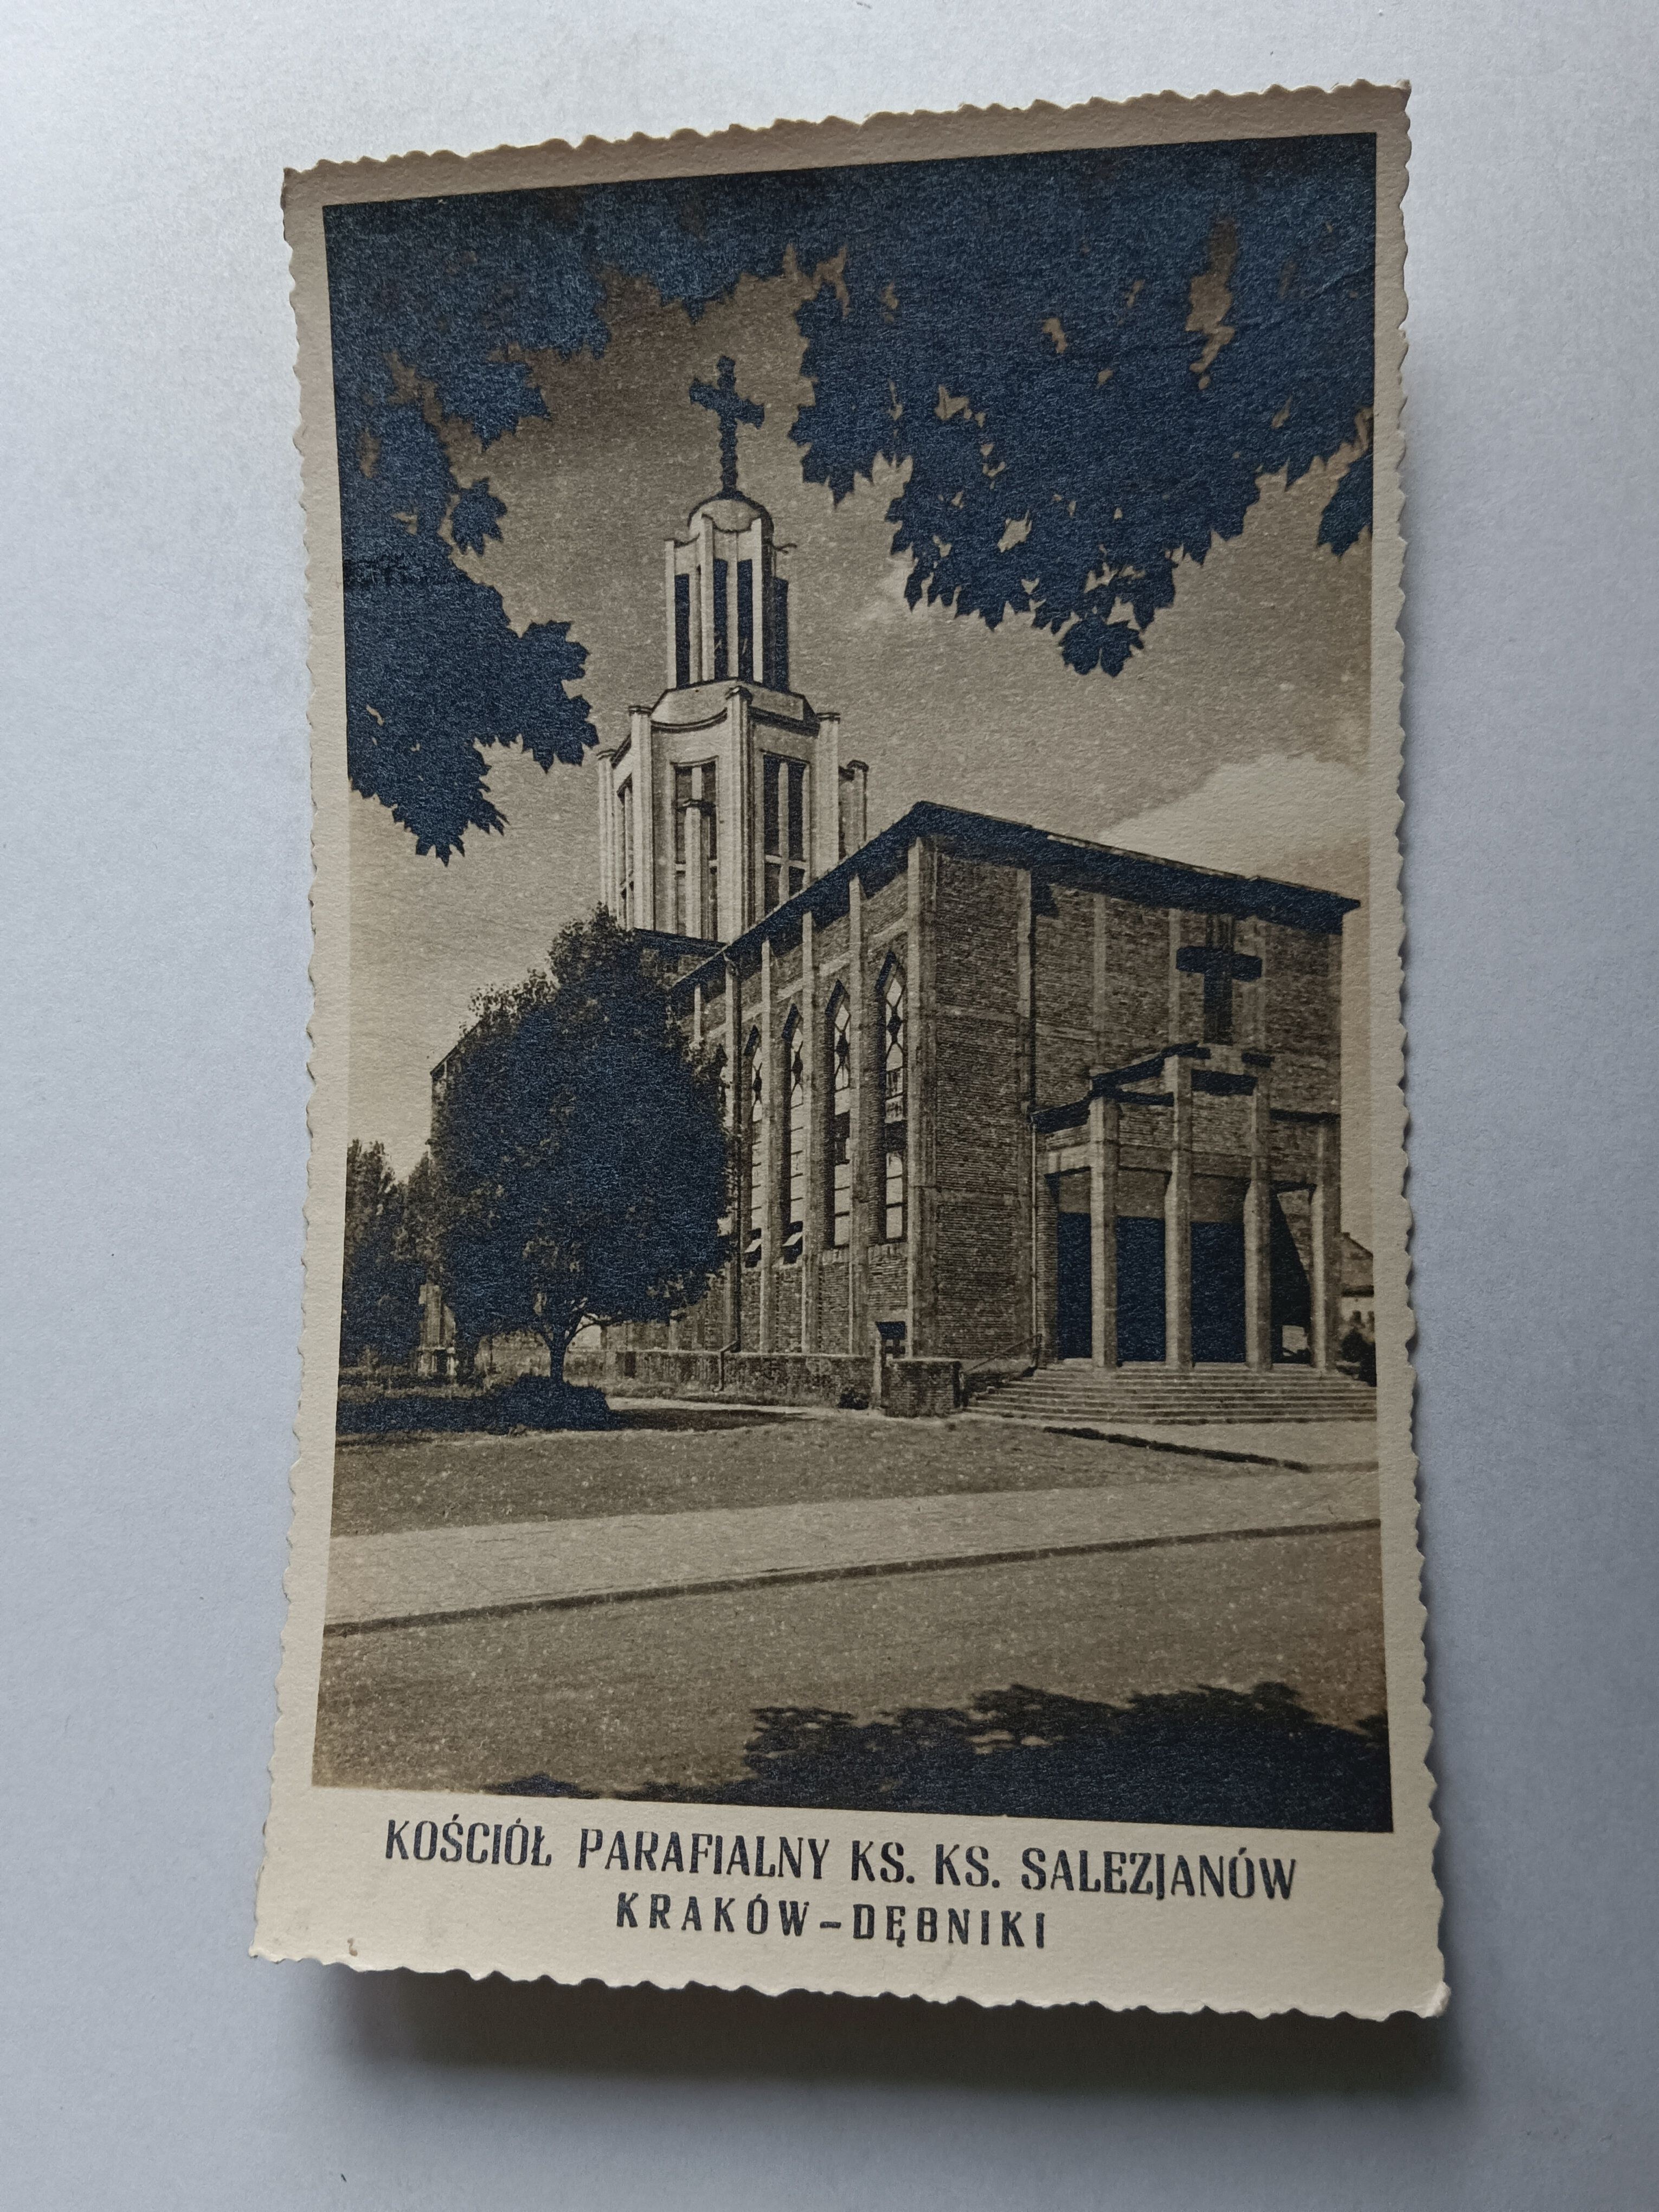 KOŚCIÓŁ PARAFIALNY KS. KS. SALEZJANÓW
KRAKÓW–DĘBNIKI